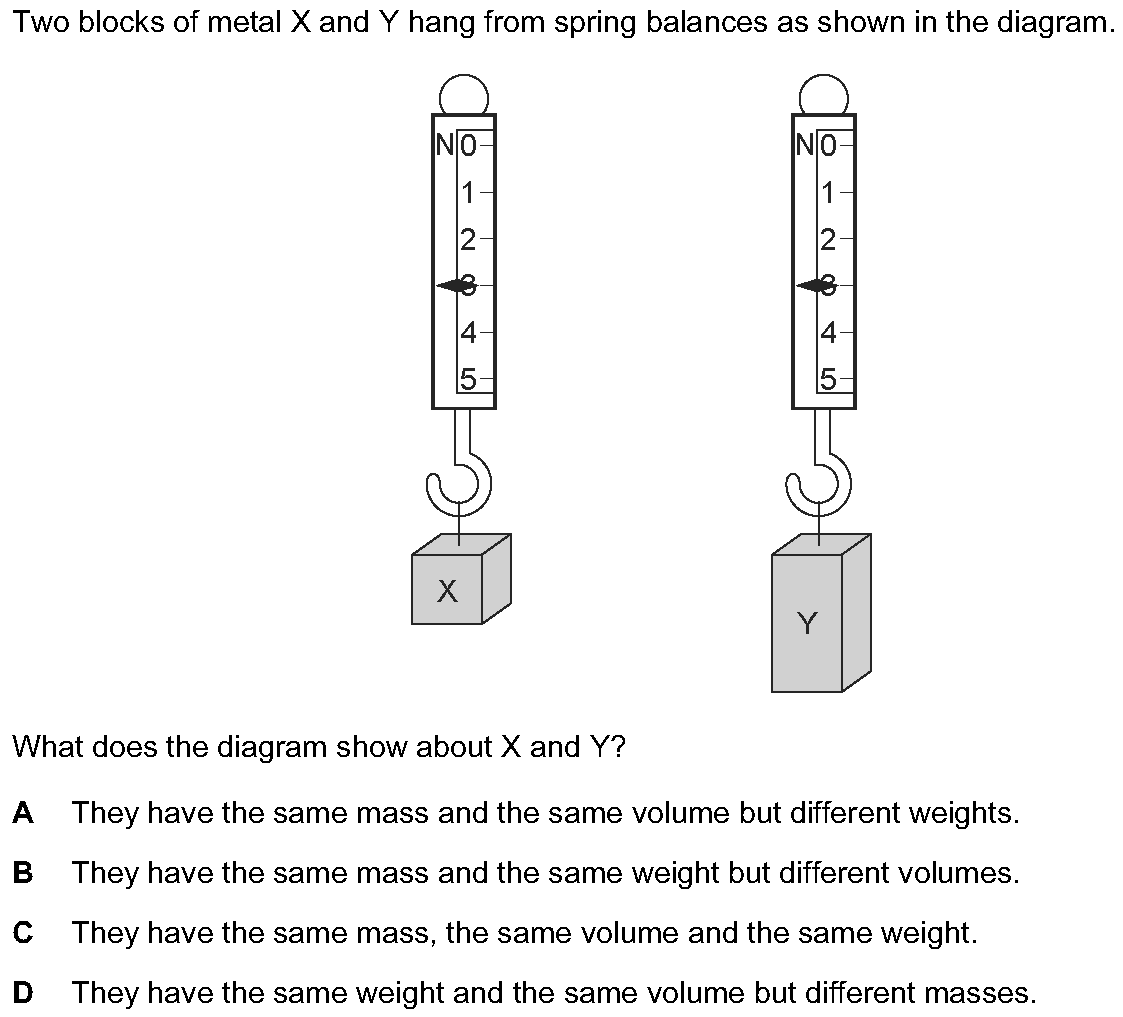 Two blocks of metal X and Y hang from spring balances as shown in the diagram.
N 0
1
2
3
4
5
X
N 0
1
2
3
4
5
Y
What does the diagram show about X and Y?
A They have the same mass and the same volume but different weights.
B They have the same mass and the same weight but different volumes.
C They have the same mass, the same volume and the same weight.
D They have the same weight and the same volume but different masses.